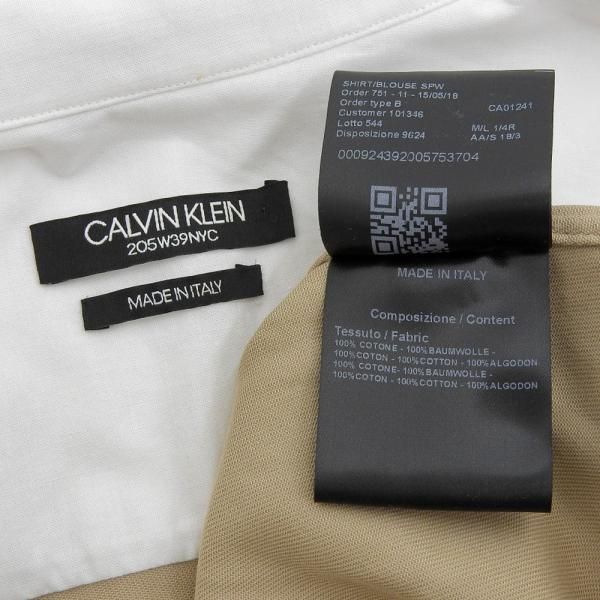 CALVIN KLEIN
205W39NYC
MADE IN ITALY
SHIRT/BLOUSE SPW
Order 751 - 11 - 15/05/18
Order type B
CA01241
Customer 101346
Lotto 544
M/L 1/4R
Disposizione 9624
AA/S 18/3
000924392005753704
MADE IN ITALY
Composizione / Content
Tessuto / Fabric
100% COTONE - 100%BAUMWOLLE -
100%COTON - 100%COTTON - 100%ALGODON
100% COTONE - 100%BAUMWOLLE -
100%COTON - 100%COTTON - 100%ALGODON